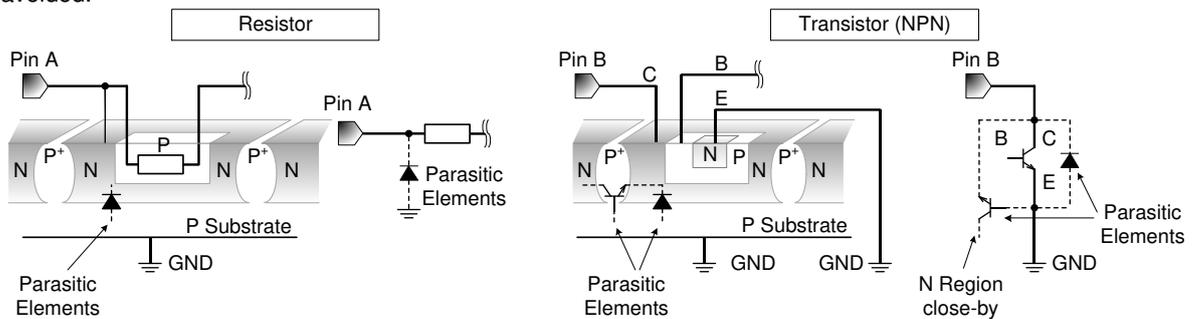 avoided.
Resistor
Transistor (NPN)
Pin A
Pin A
N
P+
N
P
N
P+
N
Parasitic
Elements
P Substrate
GND
Parasitic
Elements
Pin B
C
B
E
N
P+
N
N
P
N
P+
N
P Substrate
GND
GND
Parasitic
Elements
Pin B
B
C
E
Parasitic
Elements
GND
N Region
close-by